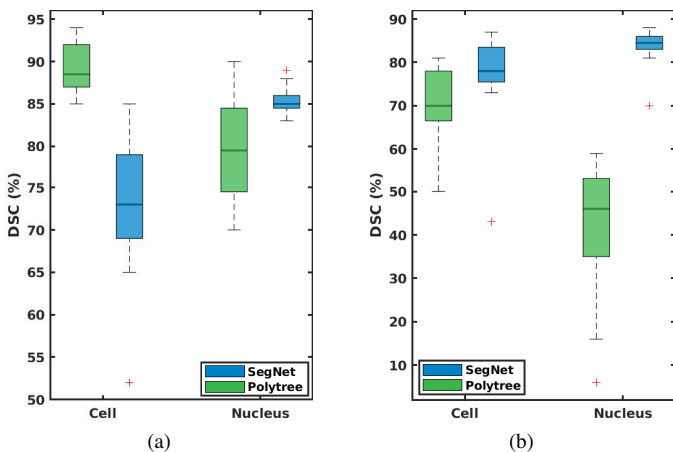 95
90
85
80
75
70
65
60
55
50
DSC (%)
Cell
Nucleus
SegNet
Polytree
(a)
90
80
70
60
50
40
30
20
10
DSC (%)
Cell
Nucleus
SegNet
Polytree
(b)